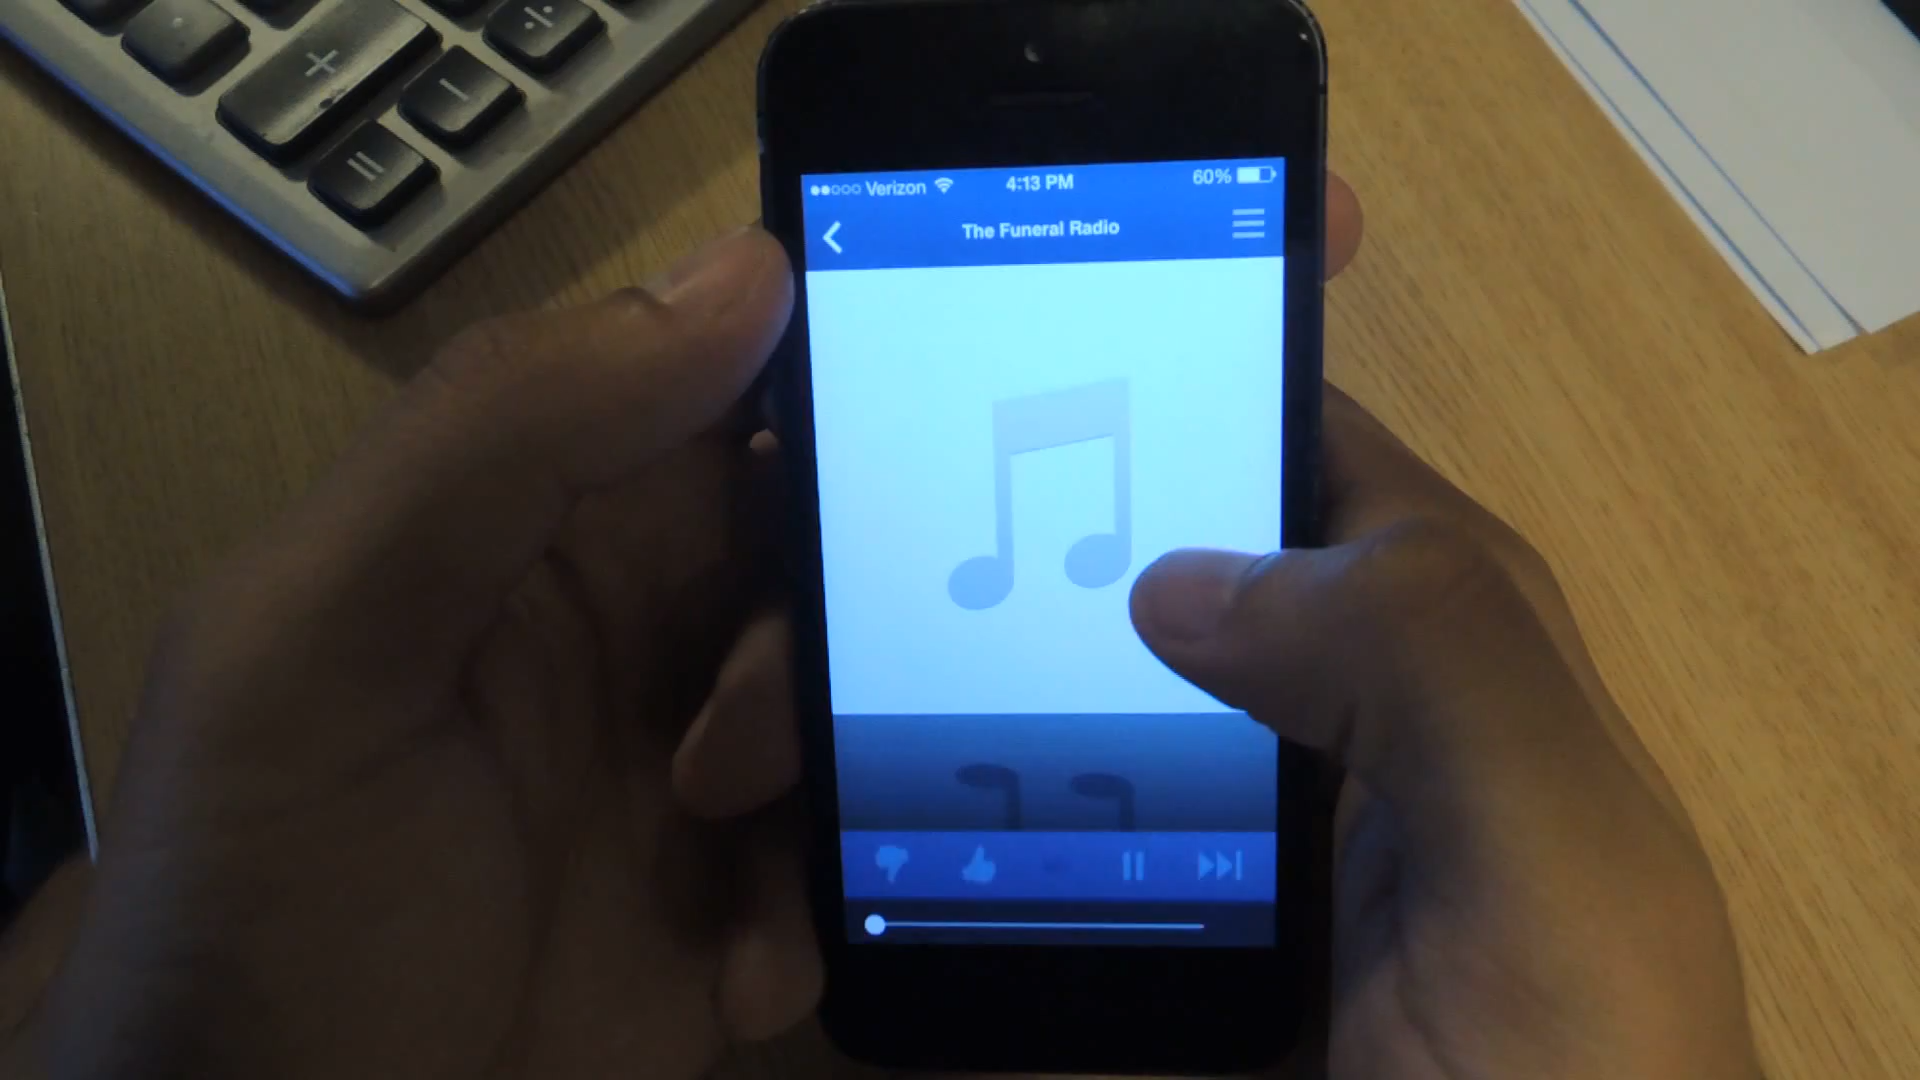 Verizon 4:13 PM 60%
The Funeral Radio
+
÷
-
=